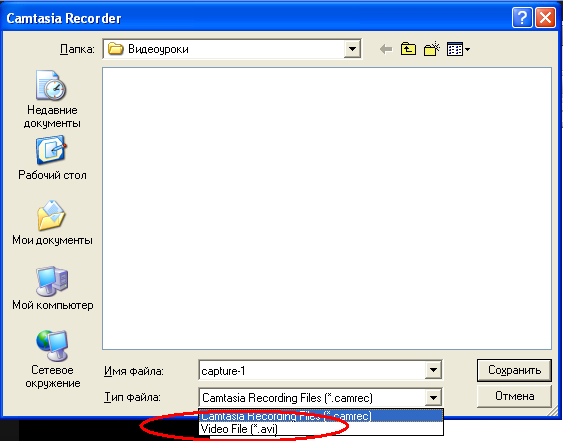 Camtasia Recorder
Папка: Видеоуроки
Недавние
документы
Рабочий стол
Мои документы
Мой компьютер
Сетевое
окружение
Имя файла: capture-1 Сохранить
Тип файла: Camtasia Recording Files (*.camrec) Отмена
Camtasia Recording Files (*.camrec)
Video File (*.avi)